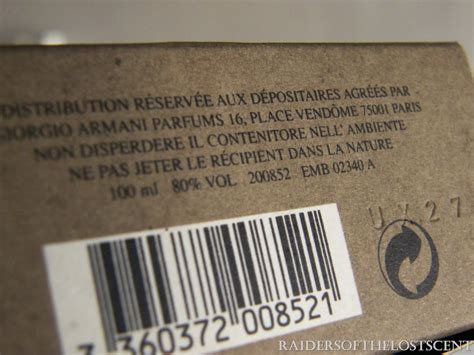 DISTRIBUTION RÉSERVÉE AUX DÉPOSITAIRES AGRÉÉS PAR
GIORGIO ARMANI PARFUMS 16, PLACE VENDÔME 75001 PARIS
NON DISPERDERE IL CONTENITORE NELL' AMBIENTE
NE PAS JETER LE RÉCIPIENT DANS LA NATURE
100 ml 80% VOL 200852 EMB 02340 A
UY27
3 360372 008521
RAIDERSOFTHELOSTSCENT